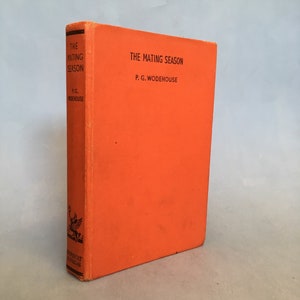 THE MATING SEASON
P. G. WODEHOUSE
THE
MATING
SEASON
P. G.
WODEHOUSE